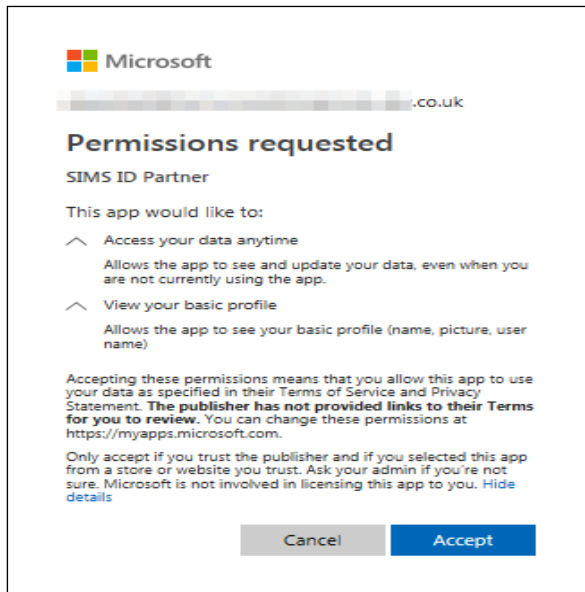 Microsoft
.co.uk
Permissions requested
SIMS ID Partner
This app would like to:
Access your data anytime
Allows the app to see and update your data, even when you
are not currently using the app.
View your basic profile
Allows the app to see your basic profile (name, picture, user
name)
Accepting these permissions means that you allow this app to use
your data as specified in their Terms of Service and Privacy
Statement. The publisher has not provided links to their Terms
for you to review. You can change these permissions at
https://myapps.microsoft.com.
Only accept if you trust the publisher and if you selected this app
from a store or website you trust. Ask your admin if you're not
sure. Microsoft is not involved in licensing this app to you. Hide
details
Cancel Accept